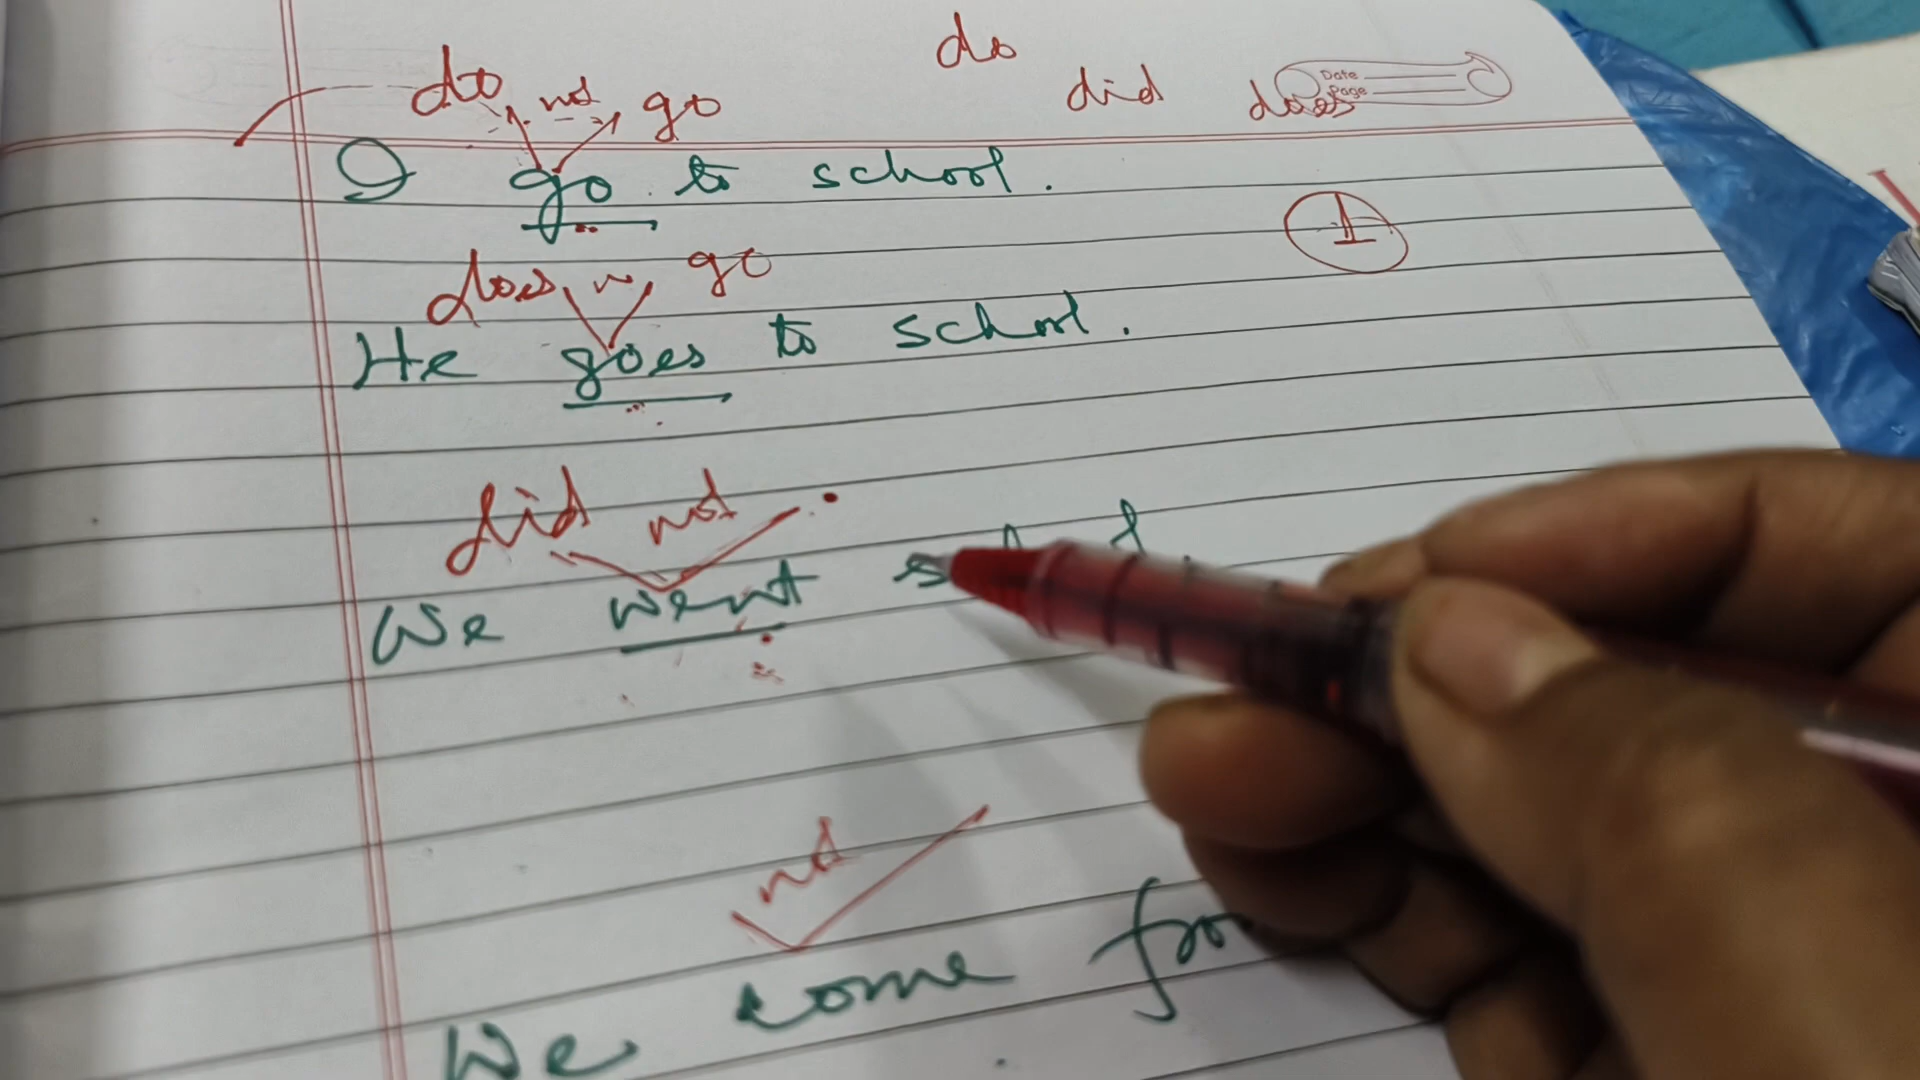 do
do not go
did does
Date
Page
I go to school.
1
does n go
He goes to school.
did not
We went
not
We come